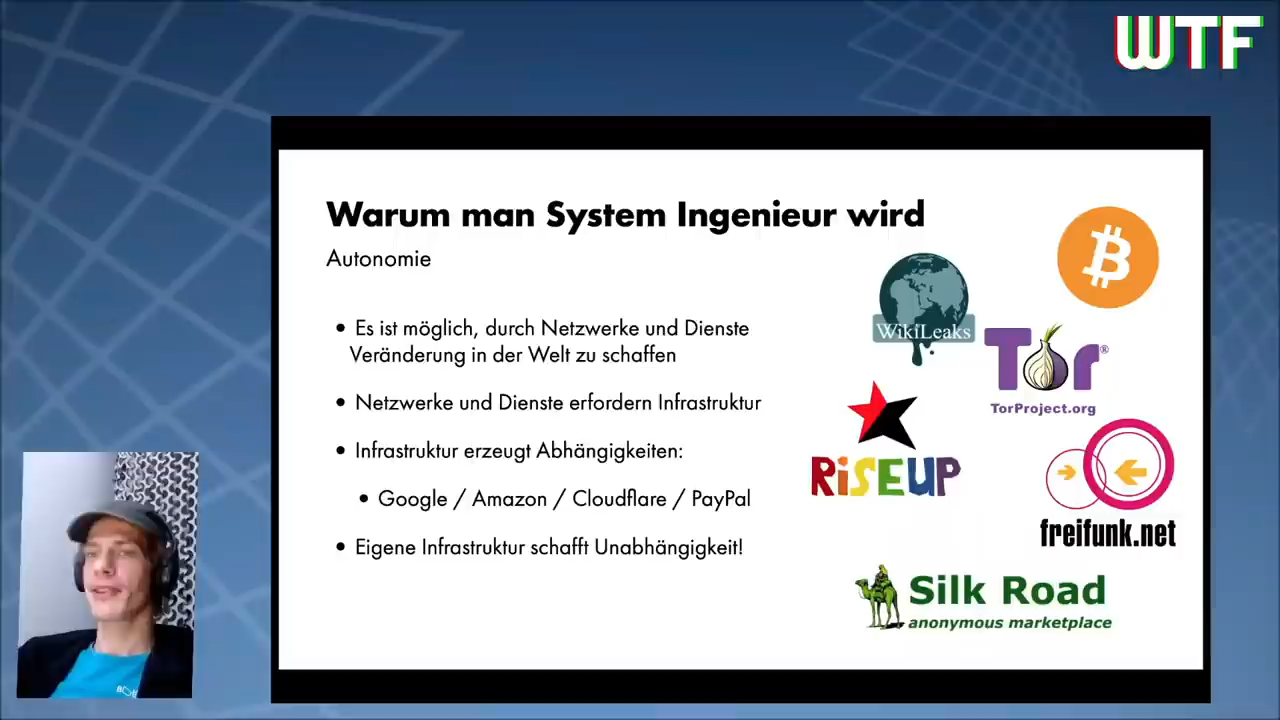 WTF
Warum man System Ingenieur wird
Autonomie
• Es ist möglich, durch Netzwerke und Dienste
Veränderung in der Welt zu schaffen
• Netzwerke und Dienste erfordern Infrastruktur
• Infrastruktur erzeugt Abhängigkeiten:
• Google / Amazon / Cloudflare / PayPal
• Eigene Infrastruktur schafft Unabhängigkeit!
WikiLeaks
Tor®
TorProject.org
RiSEUP
freifunk.net
Silk Road
anonymous marketplace